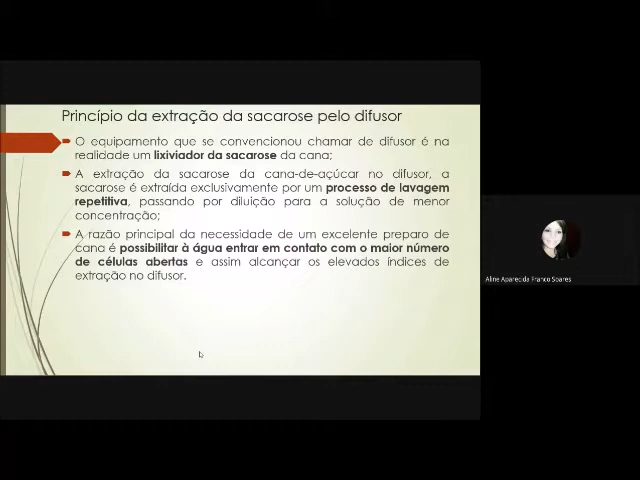 Princípio da extração da sacarose pelo difusor
O equipamento que se convencionou chamar de difusor é na
realidade um lixiviador da sacarose da cana;
A extração da sacarose da cana-de-açúcar no difusor, a
sacarose é extraída exclusivamente por um processo de lavagem
repetitiva, passando por diluição para a solução de menor
concentração;
A razão principal da necessidade de um excelente preparo de
cana é possibilitar à água entrar em contato com o maior número
de células abertas e assim alcançar os elevados índices de
extração no difusor.
Aline Aparecida Franco Soares